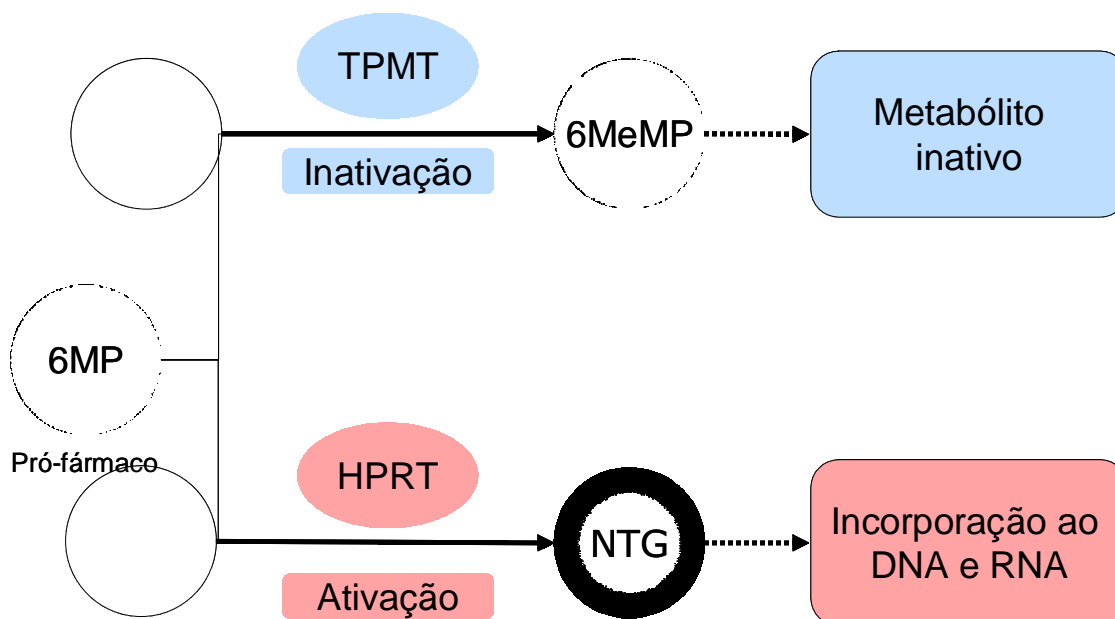 TPMT
6MeMP
Metabólito
inativo
Inativação
6MP
Pró-fármaco
HPRT
NTG
Incorporação ao
DNA e RNA
Ativação